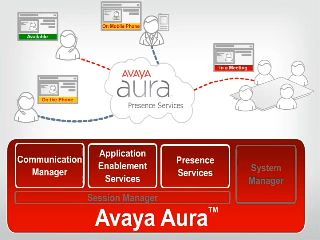 On Mobile Phone
Available
In a Meeting
AVAYA
aura
Presence Services
On the Phone
Communication
Manager
Application
Enablement
Services
Presence
Services
System
Manager
Session Manager
Avaya Aura™